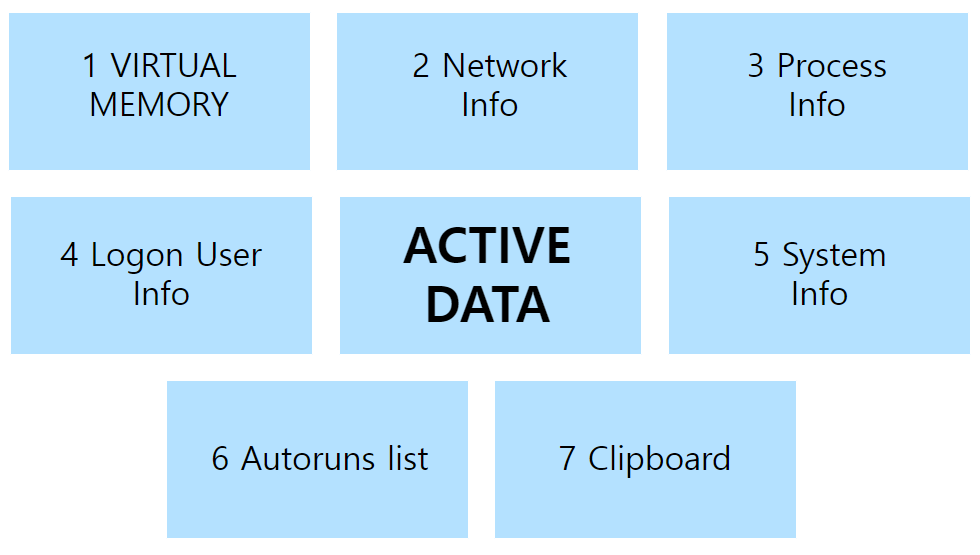 1 VIRTUAL
MEMORY
2 Network
Info
3 Process
Info
4 Logon User
Info
ACTIVE
DATA
5 System
Info
6 Autoruns list
7 Clipboard